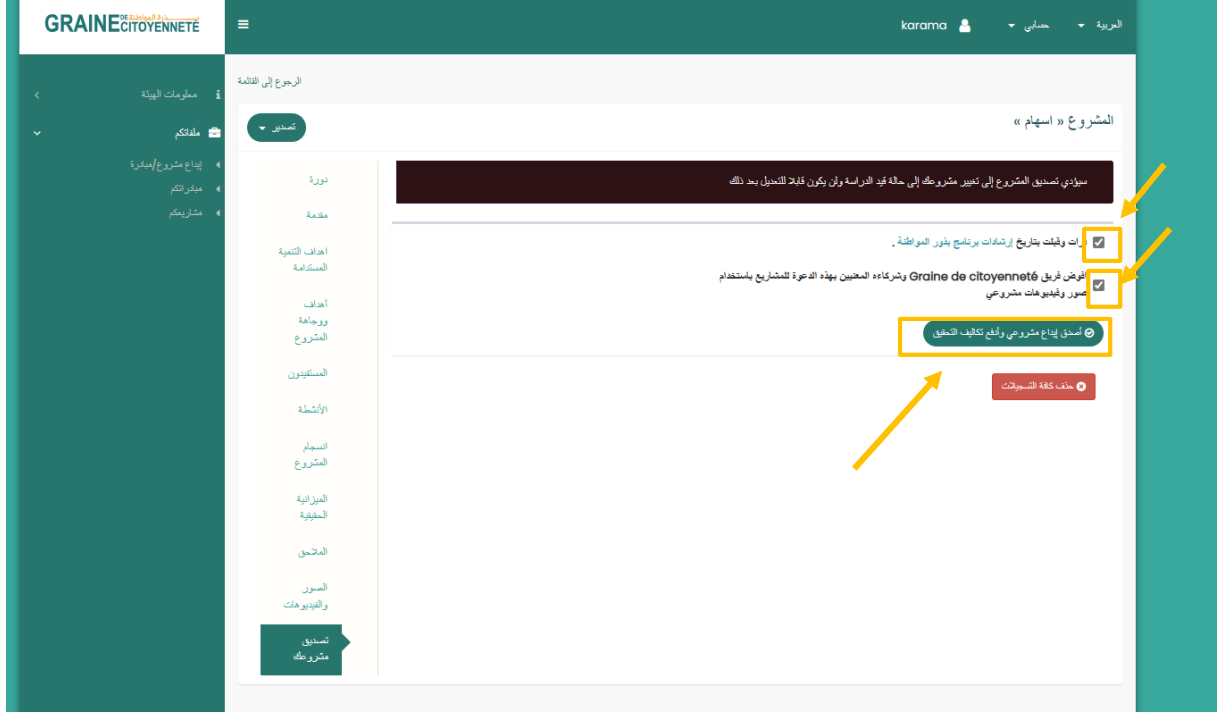 GRAINE DE CITOYENNETÉ
العربية
حسابي
karama
معلومات الهيئة
ملفاتكم
إيداع مشروع/مبادرة
مبادراتكم
مشاريعكم
الرجوع إلى القائمة
المشروع « اسهام »
تصدير
دورة
مقدمة
اهداف التنمية
المستدامة
أهداف
ووجاهة
المشروع
المستفيدون
الأنشطة
انسجام
المشروع
الميزانية
الحقيقية
الملاحق
الصور
والفيديوهات
تصديق
مشروعك
سيؤدي تصديق المشروع إلى تغيير مشروعك إلى حالة قيد الدراسة ولن يكون قابلا للتعديل بعد ذلك
وقبلت بتاريخ إرشادات برنامج بذور المواطنة .
فريق Graine de citoyenneté وشركاءه المعنيين بهذه الدعوة للمشاريع باستخدام
صور وفيديوهات مشروعي
أصدق إيداع مشروعي وأدفع تكاليف التحقيق
حذف كافة التسجيلات